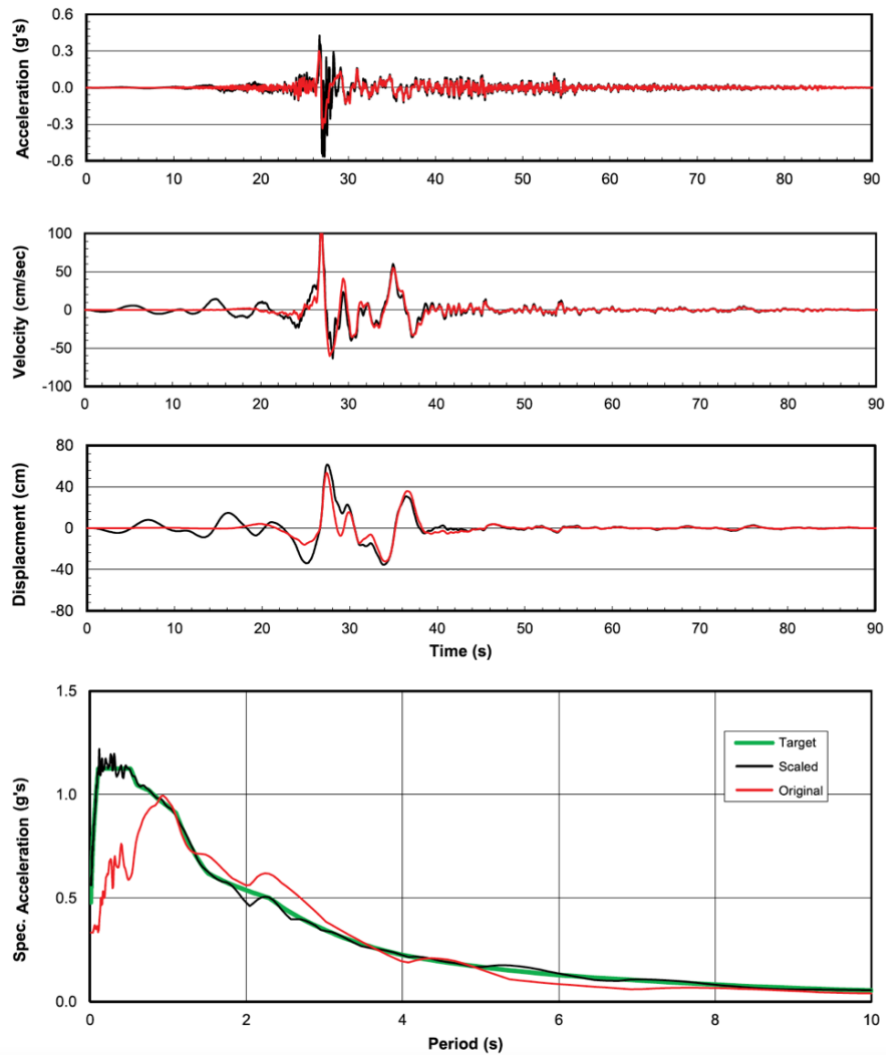 Acceleration (g's)
0.6
0.3
0.0
-0.3
-0.6
0 10 20 30 40 50 60 70 80 90
Velocity (cm/sec)
100
50
0
-50
-100
0 10 20 30 40 50 60 70 80 90
Displacment (cm)
80
40
0
-40
-80
0 10 20 30 40 50 60 70 80 90
Time (s)
Spec. Acceleration (g's)
1.5
1.0
0.5
0.0
Target
Scaled
Original
0 2 4 6 8 10
Period (s)